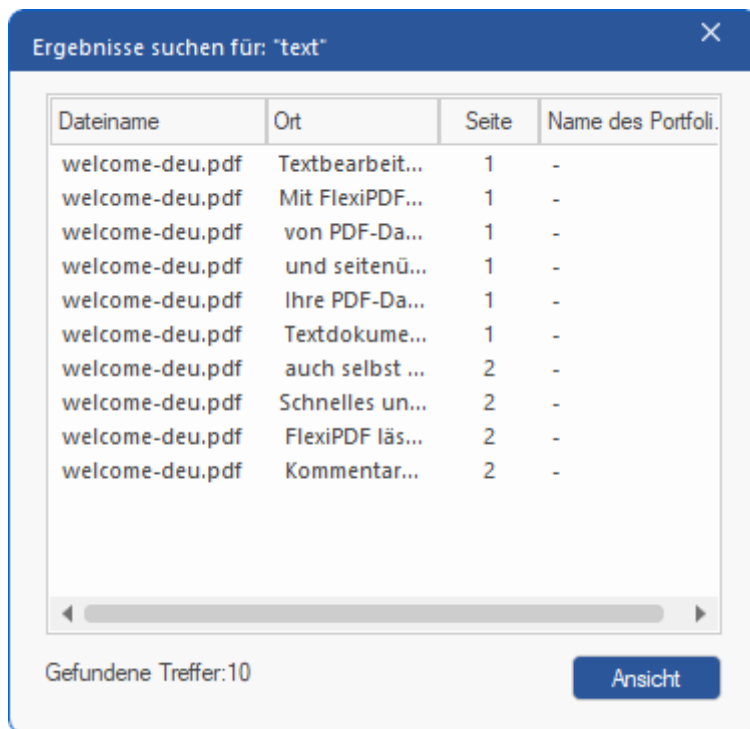 Ergebnisse suchen für: "text"
Dateiname Ort Seite Name des Portfoli.
welcome-deu.pdf Textbearbeit... 1 -
welcome-deu.pdf Mit FlexiPDF... 1 -
welcome-deu.pdf von PDF-Da... 1 -
welcome-deu.pdf und seitenü... 1 -
welcome-deu.pdf Ihre PDF-Da... 1 -
welcome-deu.pdf Textdokume... 1 -
welcome-deu.pdf auch selbst ... 2 -
welcome-deu.pdf Schnelles un... 2 -
welcome-deu.pdf FlexiPDF läs... 2 -
welcome-deu.pdf Kommentar... 2 -
Gefundene Treffer:10
Ansicht